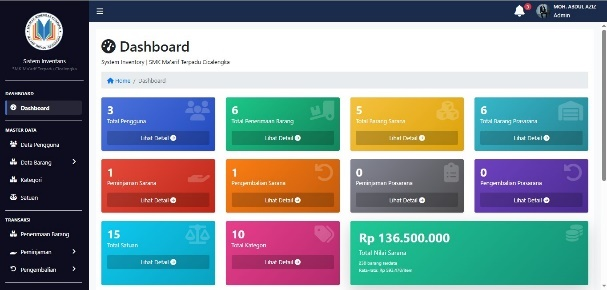 MOH. ABDUL AZIZ
Admin
Sistem Inventaris
SMK Ma'arif Terpadu Cicalengka
DASHBOARD
Dashboard
MASTER DATA
Data Pengguna
Data Barang
Kategori
Satuan
TRANSAKSI
Penerimaan Barang
Peminjaman
Pengembalian
Dashboard
System Inventory | SMK Ma'arif Terpadu Cicalengka
Home / Dashboard
3
Total Pengguna
Lihat Detail
6
Total Penerimaan Barang
Lihat Detail
5
Total Barang Sarana
Lihat Detail
6
Total Barang Prasarana
Lihat Detail
1
Peminjaman Sarana
Lihat Detail
1
Pengembalian Sarana
Lihat Detail
0
Peminjaman Prasarana
Lihat Detail
0
Pengembalian Prasarana
Lihat Detail
15
Total Satuan
Lihat Detail
10
Total Kategori
Lihat Detail
Rp 136.500.000
Total Nilai Sarana